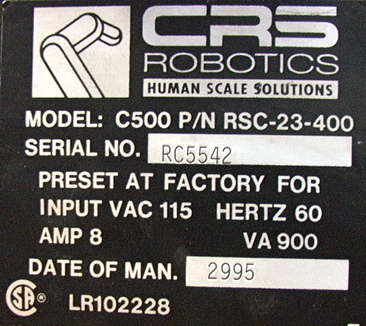 CRS
ROBOTICS
HUMAN SCALE SOLUTIONS
MODEL: C500 P/N RSC-23-400
SERIAL NO. RC5542
PRESET AT FACTORY FOR
INPUT VAC 115 HERTZ 60
AMP 8 VA 900
DATE OF MAN. 2995
SA ® LR102228